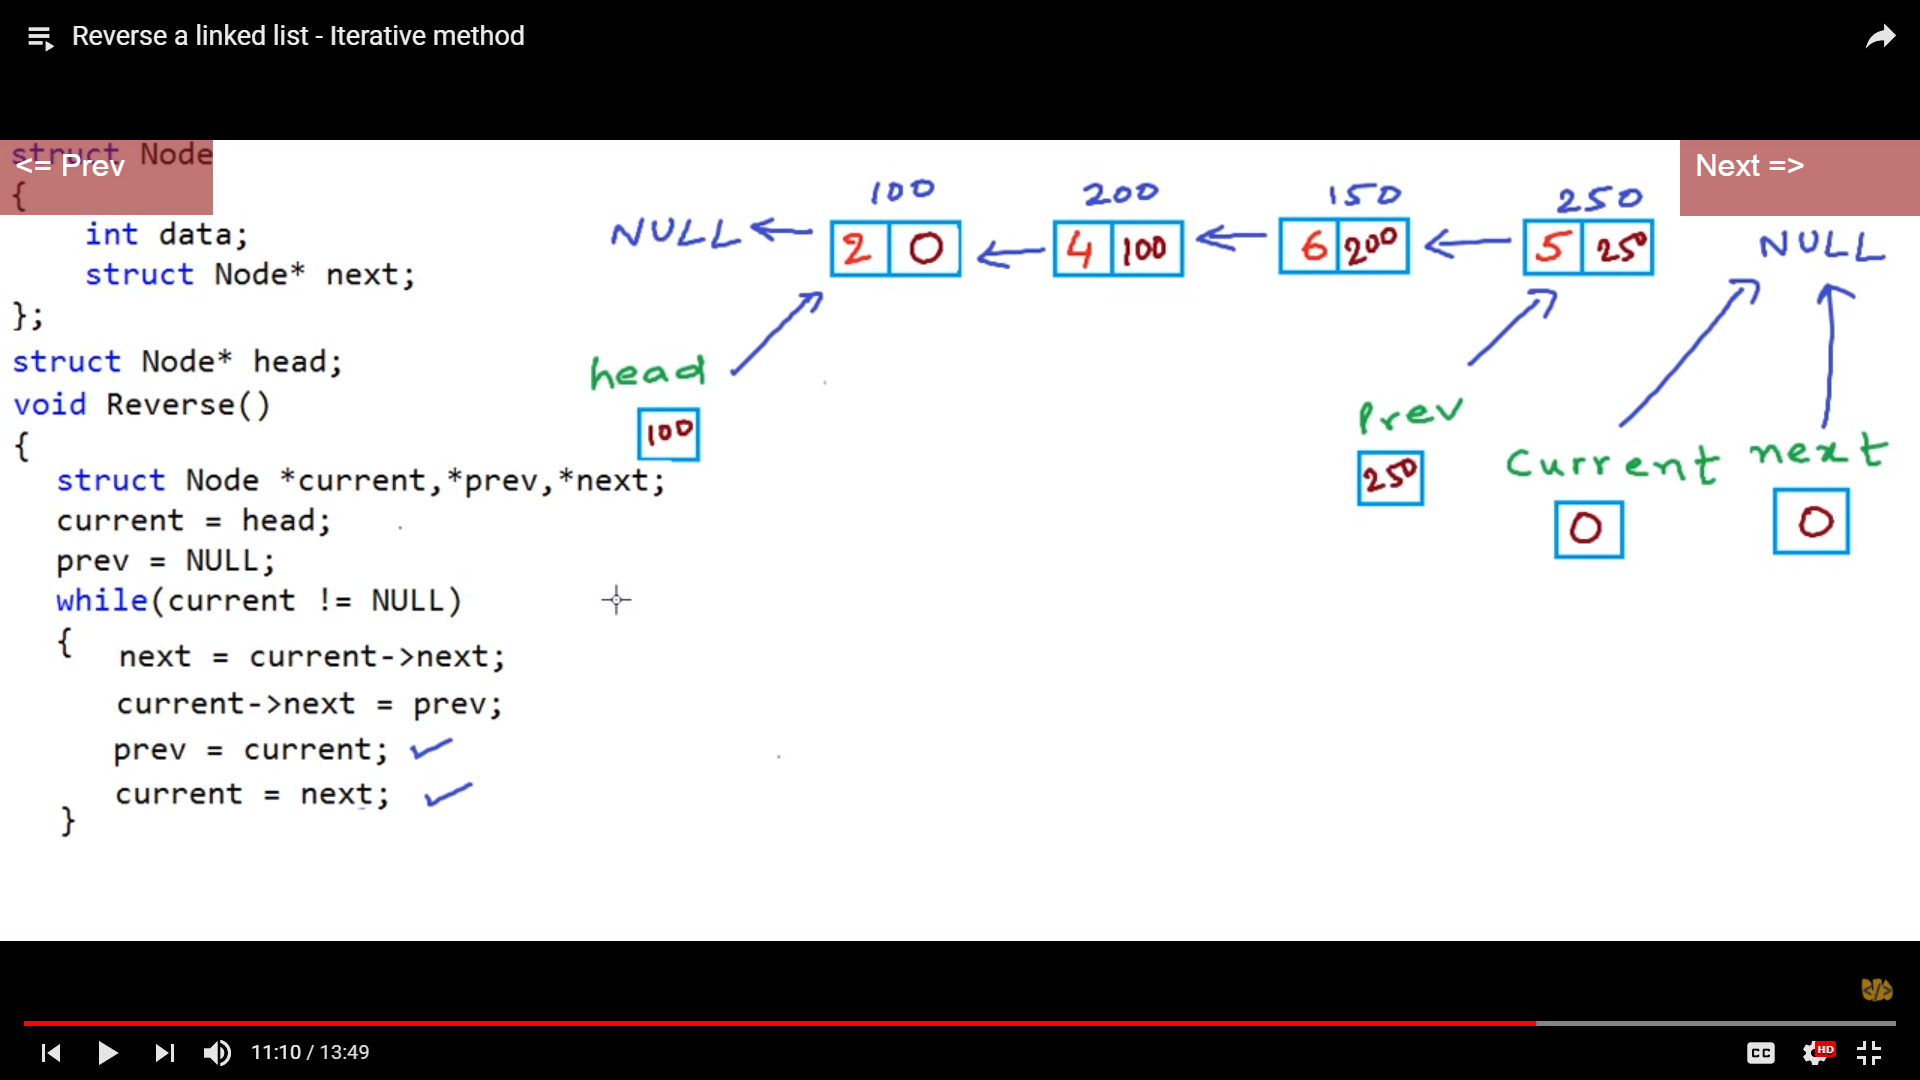 Reverse a linked list - Iterative method
<= Prev
Next =>
struct Node
{
int data;
struct Node* next;
};
struct Node* head;
void Reverse()
{
struct Node *current,*prev,*next;
current = head;
prev = NULL;
while(current != NULL)
{
next = current->next;
current->next = prev;
prev = current;
current = next;
}
100 200 150 250
NULL 2 0 4 100 6 200 5 250 NULL
head
100
Prev
250
Current
0
next
0
</>
11:10 / 13:49
CC
HD